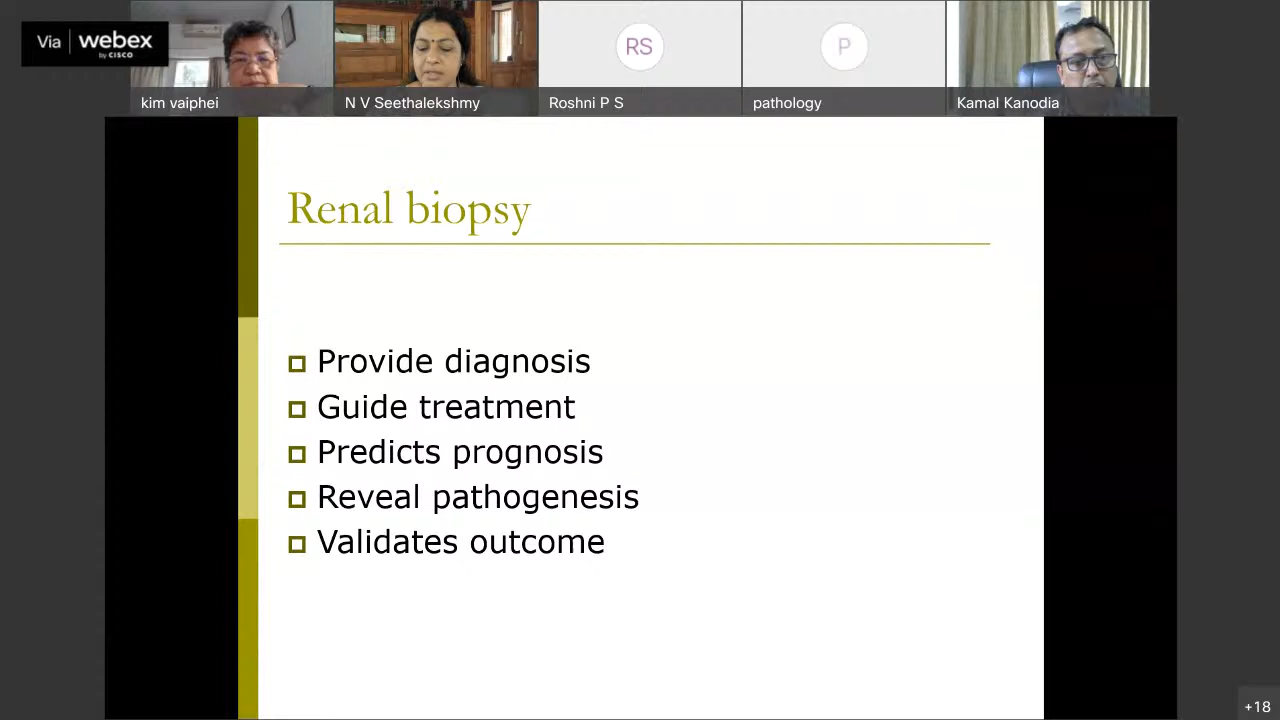 Via webex
by CISCO
kim vaiphei
N V Seethalekshmy
RS
Roshni P S
P
pathology
Kamal Kanodia
Renal biopsy
Provide diagnosis
Guide treatment
Predicts prognosis
Reveal pathogenesis
Validates outcome
+18